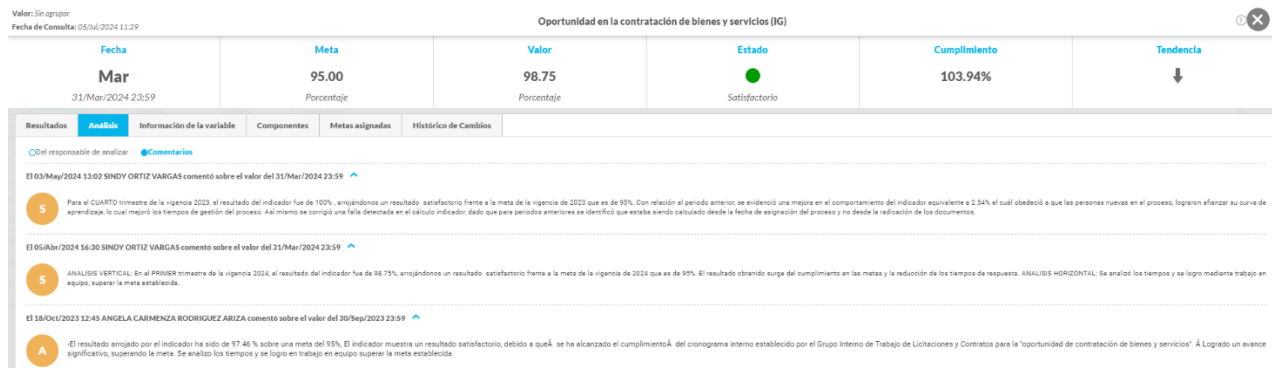 Valor: Sin agrupar
Fecha de Consulta: 05/Jul/2024 11:29
Oportunidad en la contratación de bienes y servicios (IG)
Fecha Meta Valor Estado Cumplimiento Tendencia
Mar 95.00 98.75 103.94%
31/Mar/2024 23:59 Porcentaje Porcentaje Satisfactorio
Resultados Análisis Información de la variable Componentes Metas asignadas Histórico de Cambios
Del responsable de analizar Comentarios
El 03/May/2024 13:02 SINDY ORTIZ VARGAS comentó sobre el valor del 31/Mar/2024 23:59
S
Para el CUARTO trimestre de la vigencia 2023, el resultado del indicador fue de 100% , arrojándonos un resultado satisfactorio frente a la meta de la vigencia de 2023 que es de 95%. Con relación al periodo anterior, se evidenció una mejora en el comportamiento del indicador equivalente a 2.54% el cuál obedeció a que las personas nuevas en el proceso, lograron afianzar su curva de
aprendizaje, lo cual mejoró los tiempos de gestión del proceso. Así mismo se corrigió una falla detectada en el cálculo indicador, dado que para periodos anteriores se identificó que estaba siendo calculado desde la fecha de asignación del proceso y no desde la radicación de los documentos.
El 05/Abr/2024 16:30 SINDY ORTIZ VARGAS comentó sobre el valor del 31/Mar/2024 23:59
S
ANALISIS VERTICAL: En el PRIMER trimestre de la vigencia 2024, el resultado del indicador fue de 98.75%, arrojándonos un resultado satisfactorio frente a la meta de la vigencia de 2024 que es de 95%. El resultado obtenido surge del cumplimiento en las metas y la reducción de los tiempos de respuesta. ANALISIS HORIZONTAL: Se analizó los tiempos y se logro mediante trabajo en
equipo, superar la meta establecida.
El 18/Oct/2023 12:45 ANGELA CARMENZA RODRIGUEZ ARIZA comentó sobre el valor del 30/Sep/2023 23:59
A
-El resultado arrojado por el indicador ha sido de 97.46 % sobre una meta del 95%, El indicador muestra un resultado satisfactorio, debido a queÂ se ha alcanzado el cumplimientoÂ del cronograma interno establecido por el Grupo Interno de Trabajo de Licitaciones y Contratos para la "oportunidad de contratación de bienes y servicios". Â Logrado un avance
significativo, superando la meta. Se analizo los tiempos y se logro en trabajo en equipo superar la meta establecida.